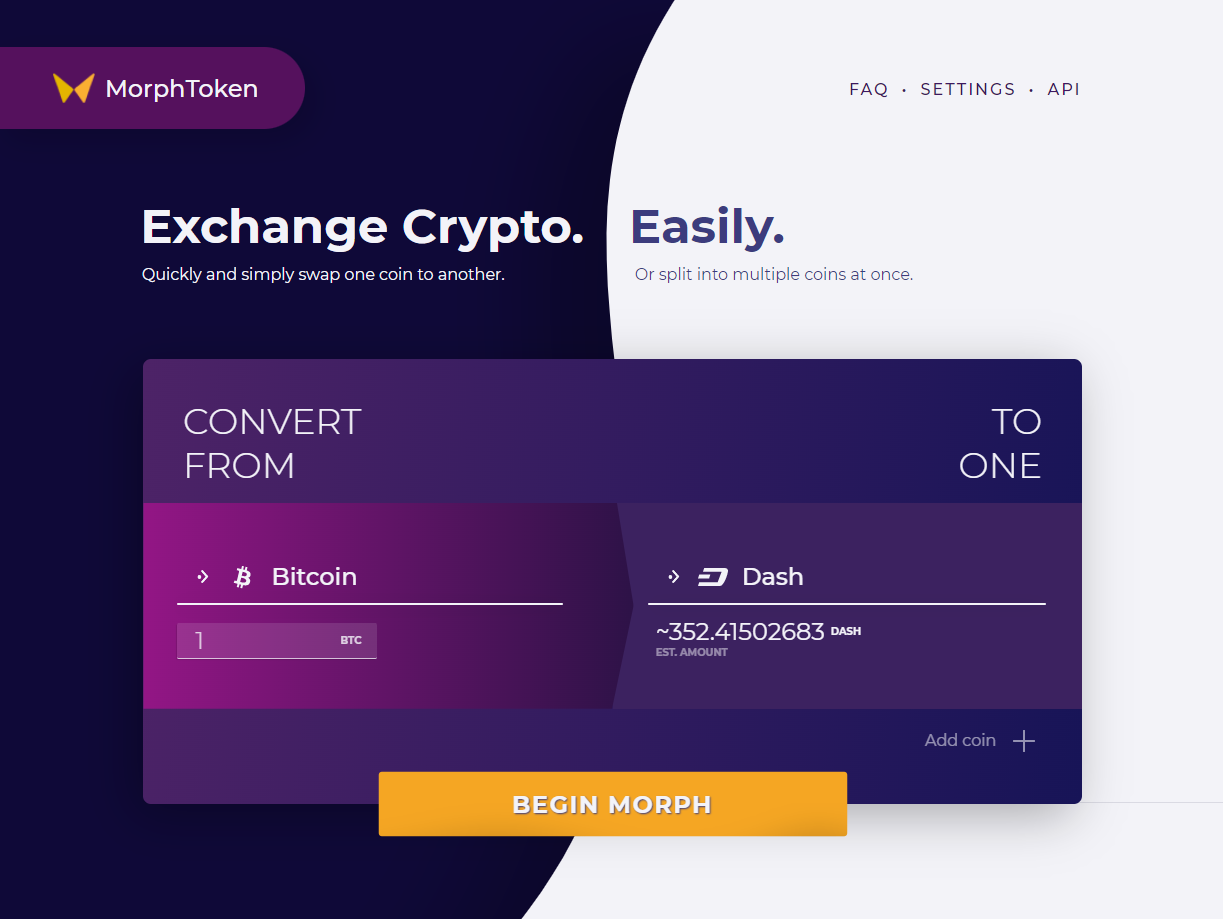 MorphToken
FAQ • SETTINGS • API
Exchange Crypto. Easily.
Quickly and simply swap one coin to another.
Or split into multiple coins at once.
CONVERT
FROM
TO
ONE
Bitcoin
1 BTC
Dash
~352.41502683 DASH
EST. AMOUNT
Add coin
BEGIN MORPH